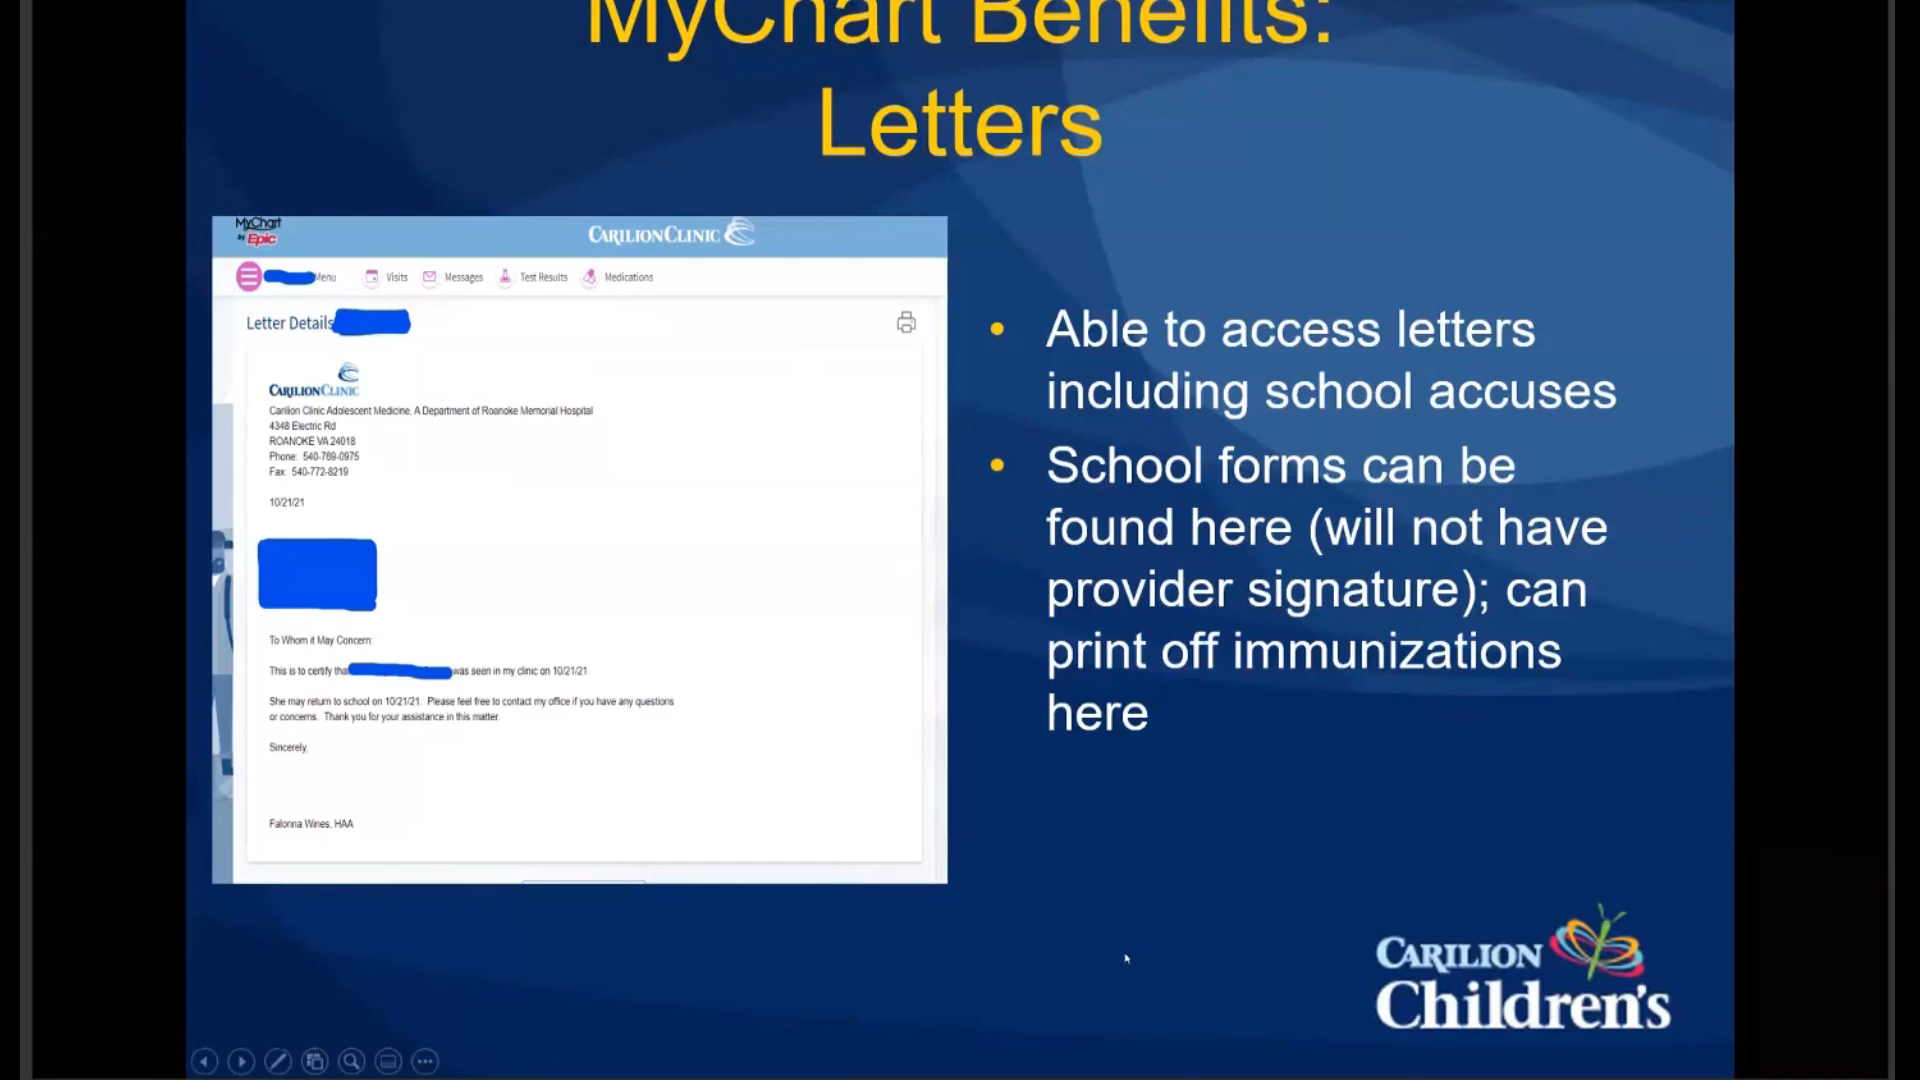 MyChart Benefits:
Letters
MyChart
by Epic
CARILIONCLINIC
Menu
Visits
Messages
Test Results
Medications
Letter Details
CARILIONCLINIC
Carilion Clinic Adolescent Medicine, A Department of Roanoke Memorial Hospital
4348 Electric Rd
ROANOKE VA 24018
Phone: 540-769-0975
Fax: 540-772-8219
10/21/21
To Whom it May Concern:
This is to certify that was seen in my clinic on 10/21/21.
She may return to school on 10/21/21. Please feel free to contact my office if you have any questions
or concerns. Thank you for your assistance in this matter.
Sincerely,
Falonna Wines, HAA
• Able to access letters
including school accuses
• School forms can be
found here (will not have
provider signature); can
print off immunizations
here
CARILION
Children's